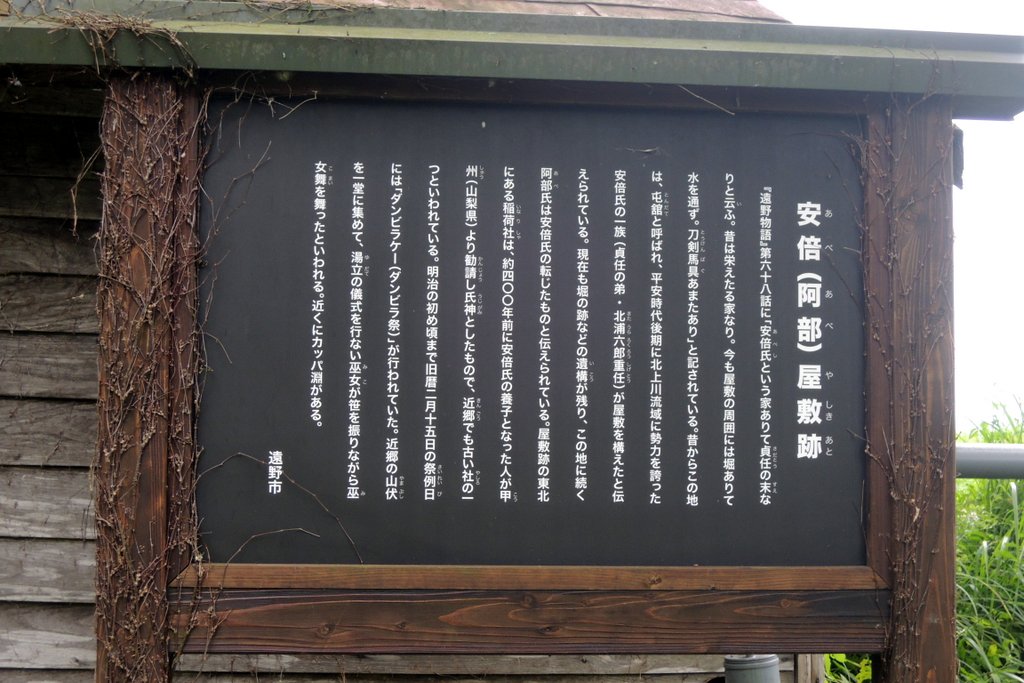 安倍（阿部）屋敷跡
『遠野物語』第六十八話に、「安倍氏という家ありて貞任の末な
りと云ふ。昔は栄えたる家なり。今も屋敷の周囲には堀ありて
水を通ず。刀剣馬具あまたあり」と記されている。昔からこの地
は、屯舘と呼ばれ、平安時代後期に北上川流域に勢力を誇った
安倍氏の一族（貞任の弟・北浦六郎重任）が屋敷を構えたと伝
えられている。現在も堀の跡などの遺構が残り、この地に続く
阿部氏は安倍氏の転じたものと伝えられている。屋敷跡の東北
にある稲荷社は、約四〇〇年前に安倍氏の養子となった人が甲
州（山梨県）より勧請し氏神としたもので、近郷でも古い社の一
つといわれている。明治の初め頃まで旧暦二月十五日の祭例日
には「ダンビラケー（ダンビラ祭）」が行われていた。近郷の山伏
を一堂に集めて、湯立の儀式を行ない巫女が笹を振りながら巫
女舞を舞ったといわれる。近くにカッパ淵がある。
遠野市